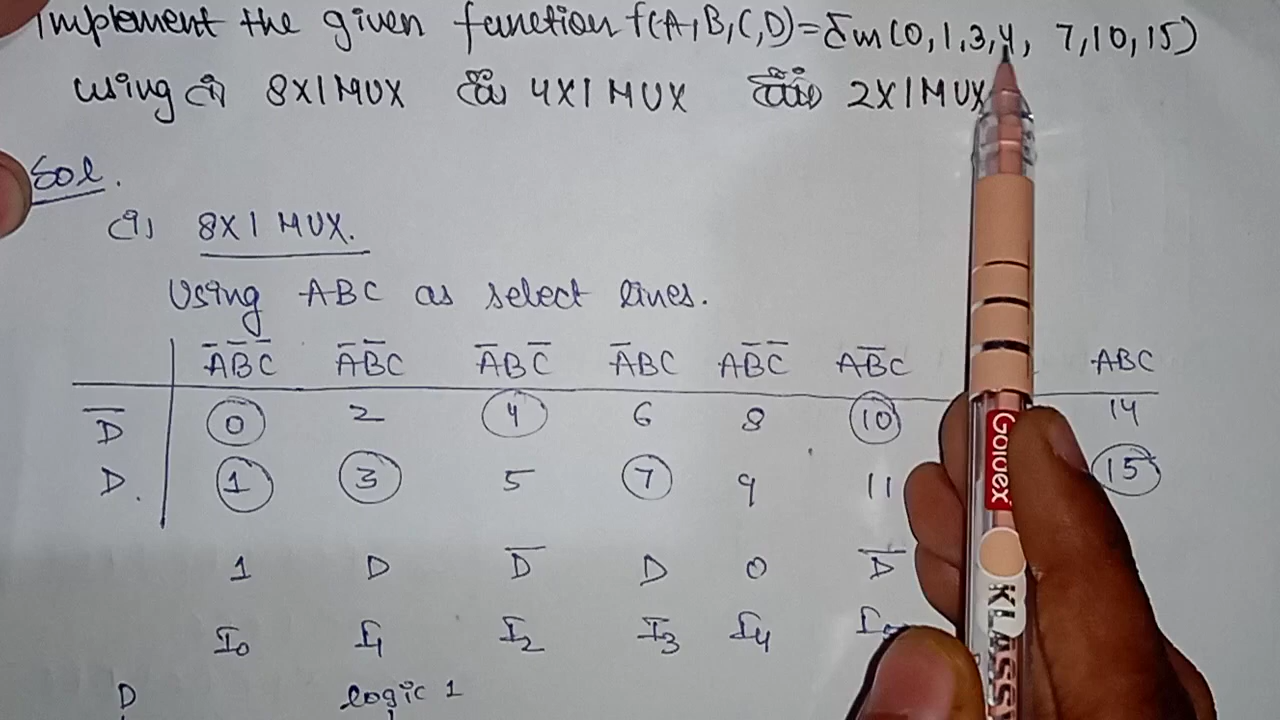 Implement the given function f(A,B,C,D)=Σm(0,1,3,4, 7,10,15)
using (i) 8X1 MUX (ii) 4X1 MUX (iii) 2X1 MUX
Sol.
(i) 8X1 MUX.
Using ABC as select lines.
A̅B̅C̅ A̅B̅C A̅BC̅ A̅BC AB̅C̅ AB̅C ABC
D̅ 0 2 4 6 8 10 14
D. 1 3 5 7 9 11 15
1 D D̅ D 0 D̅
I0 I1 I2 I3 I4
D logic 1
Goldex
KLASSY